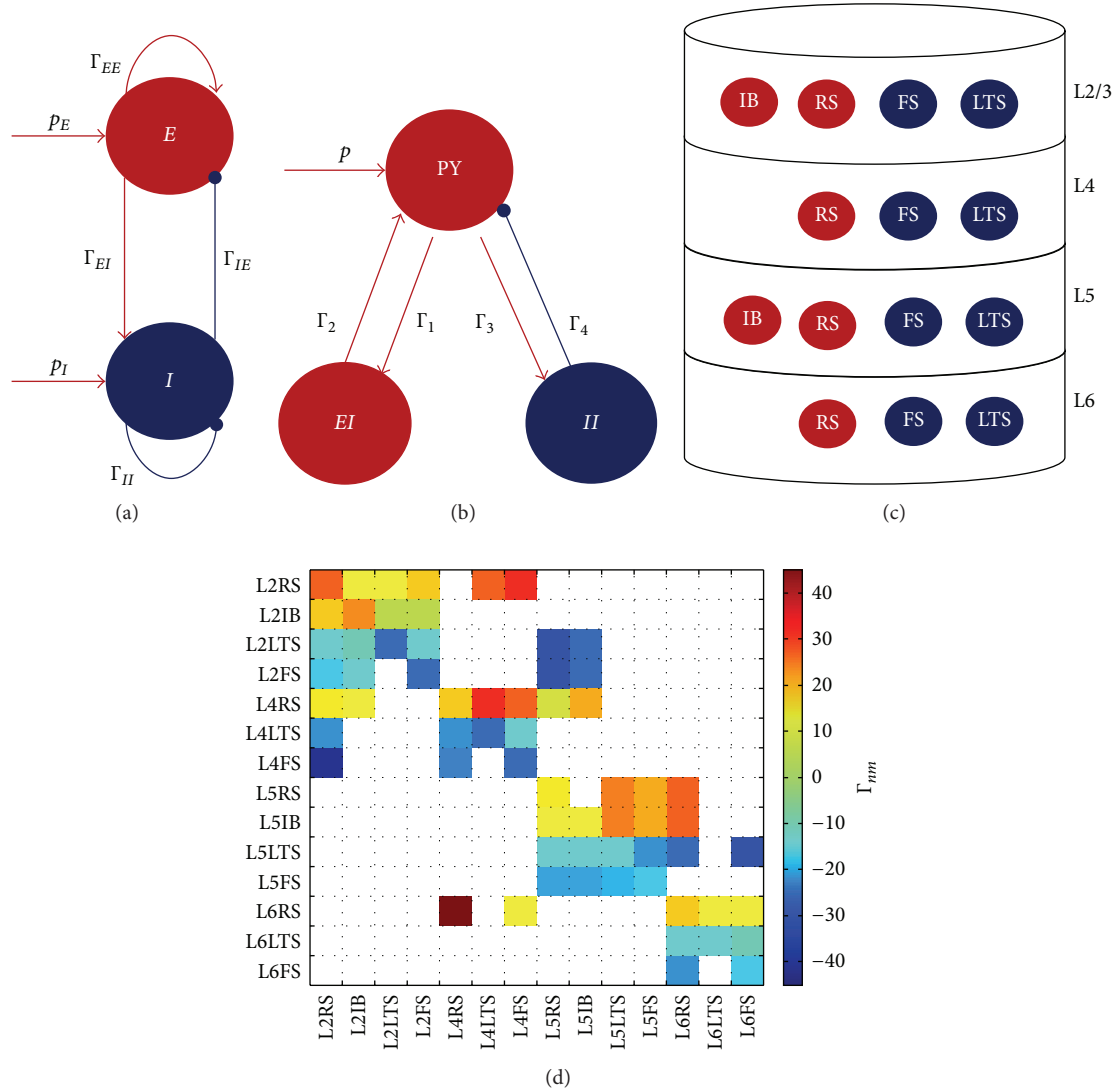 Γ_EE
p_E
E
Γ_EI
Γ_IE
p_I
I
Γ_II
(a)
p
PY
Γ_2
Γ_1
Γ_3
Γ_4
EI
II
(b)
IB RS FS LTS L2/3
RS FS LTS L4
IB RS FS LTS L5
RS FS LTS L6
(c)
L2RS
L2IB
L2LTS
L2FS
L4RS
L4LTS
L4FS
L5RS
L5IB
L5LTS
L5FS
L6RS
L6LTS
L6FS
L2RS L2IB L2LTS L2FS L4RS L4LTS L4FS L5RS L5IB L5LTS L5FS L6RS L6LTS L6FS
40
30
20
10
0
−10
−20
−30
−40
Γ_nm
(d)